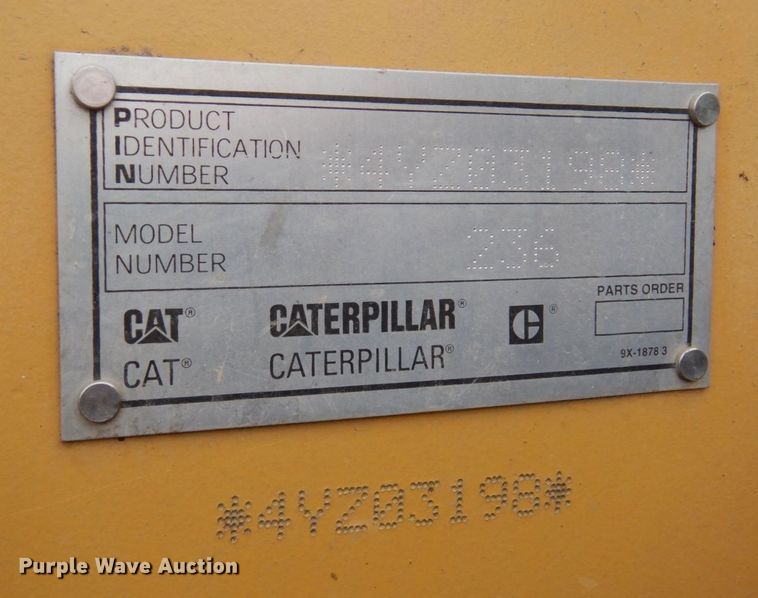 PRODUCT
IDENTIFICATION
NUMBER
*4YZ03198*
MODEL
NUMBER
236
PARTS ORDER
CAT® CATERPILLAR® C®
CAT® CATERPILLAR®
9X-1878 3
*4YZ03198*
Purple Wave Auction